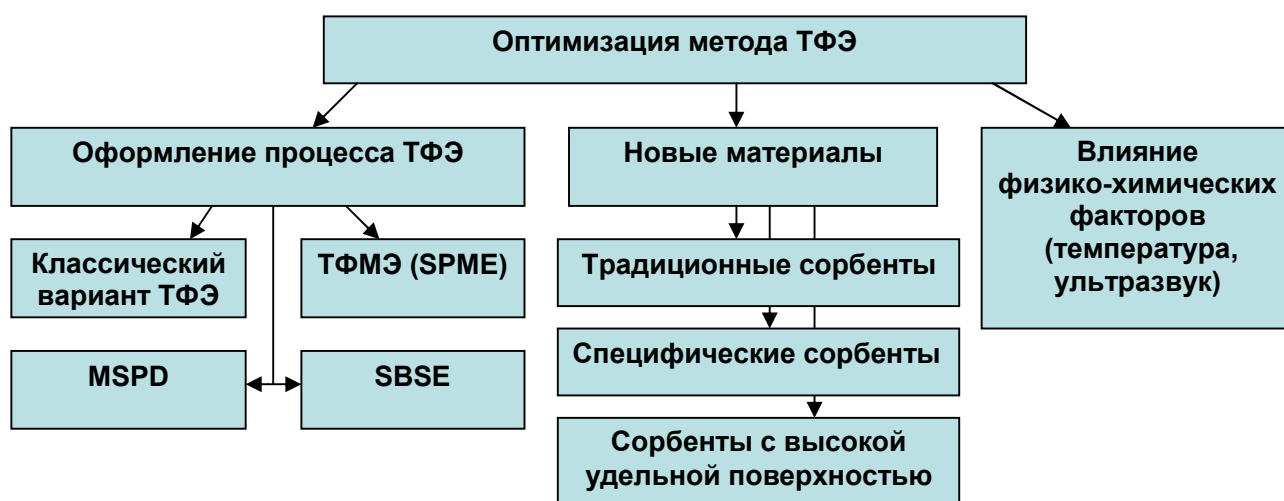 Оптимизация метода ТФЭ
Оформление процесса ТФЭ
Новые материалы
Влияние
физико-химических
факторов
(температура,
ультразвук)
Классический
вариант ТФЭ
ТФМЭ (SPME)
MSPD
SBSE
Традиционные сорбенты
Специфические сорбенты
Сорбенты с высокой
удельной поверхностью